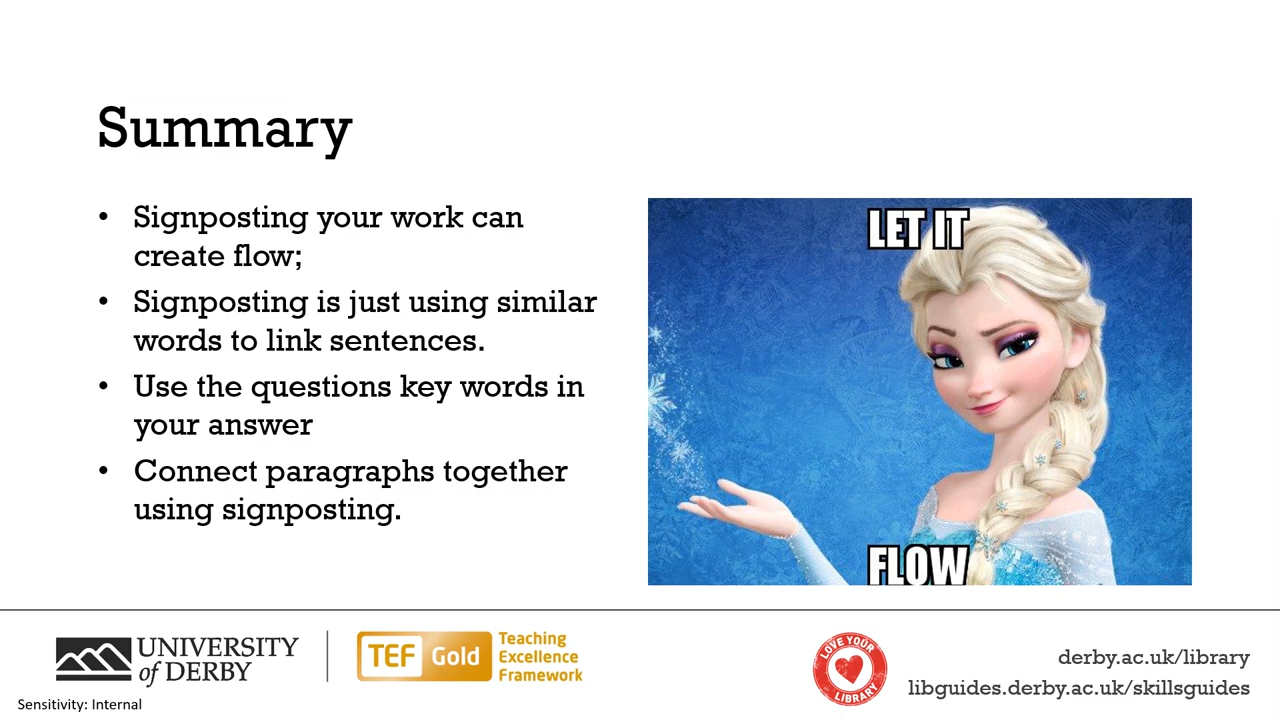 Summary
• Signposting your work can
create flow;
• Signposting is just using similar
words to link sentences.
• Use the questions key words in
your answer
• Connect paragraphs together
using signposting.
LET IT
FLOW
UNIVERSITY
of DERBY
TEF Gold
Teaching
Excellence
Framework
LOVE YOUR
LIBRARY
derby.ac.uk/library
libguides.derby.ac.uk/skillsguides
Sensitivity: Internal